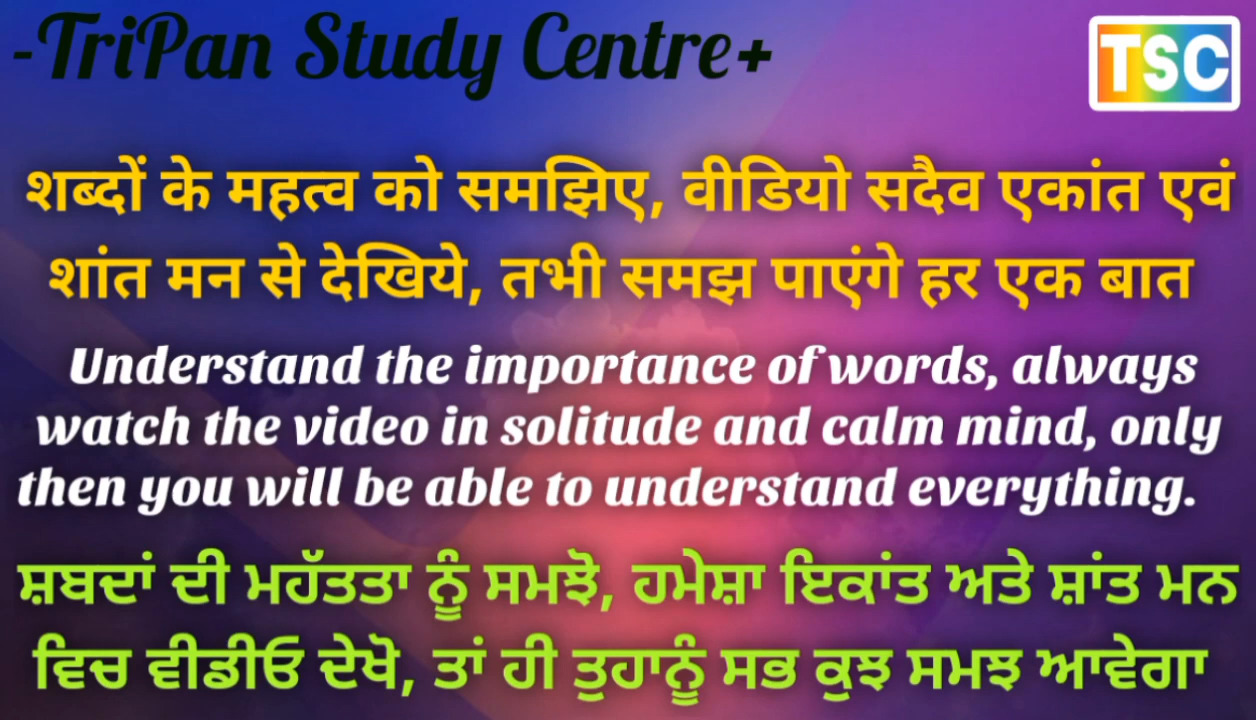 -TriPan Study Centre+
TSC
शब्दों के महत्व को समझिए, वीडियो सदैव एकांत एवं
शांत मन से देखिये, तभी समझ पाएंगे हर एक बात
Understand the importance of words, always
watch the video in solitude and calm mind, only
then you will be able to understand everything.
ਸ਼ਬਦਾਂ ਦੀ ਮਹੱਤਤਾ ਨੂੰ ਸਮਝੋ, ਹਮੇਸ਼ਾ ਇਕਾਂਤ ਅਤੇ ਸ਼ਾਂਤ ਮਨ
ਵਿਚ ਵੀਡੀਓ ਦੇਖੋ, ਤਾਂ ਹੀ ਤੁਹਾਨੂੰ ਸਭ ਕੁਝ ਸਮਝ ਆਵੇਗਾ